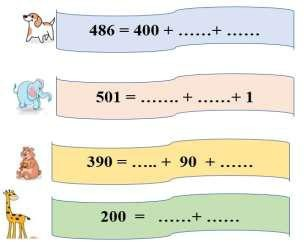 486 = 400 + ……+ ……
501 = ……. + ……+ 1
390 = ….. + 90 + ……
200 = ……+ ……